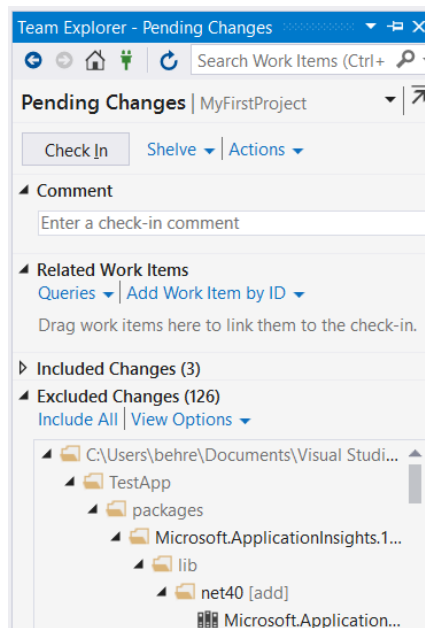 Team Explorer - Pending Changes
Search Work Items (Ctrl+
Pending Changes | MyFirstProject
Check In Shelve Actions
Comment
Enter a check-in comment
Related Work Items
Queries Add Work Item by ID
Drag work items here to link them to the check-in.
Included Changes (3)
Excluded Changes (126)
Include All View Options
C:\Users\behre\Documents\Visual Studi...
TestApp
packages
Microsoft.ApplicationInsights.1...
lib
net40 [add]
Microsoft.Application...